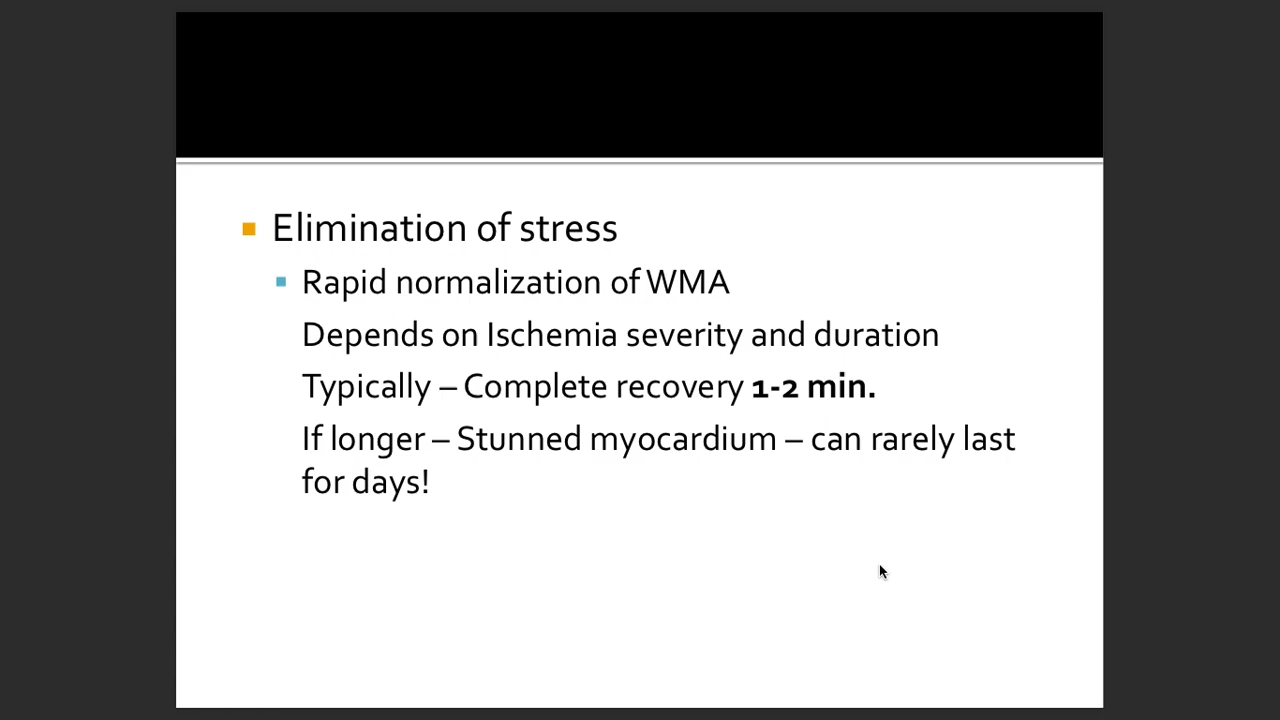 Elimination of stress
Rapid normalization of WMA
Depends on Ischemia severity and duration
Typically – Complete recovery 1-2 min.
If longer – Stunned myocardium – can rarely last
for days!